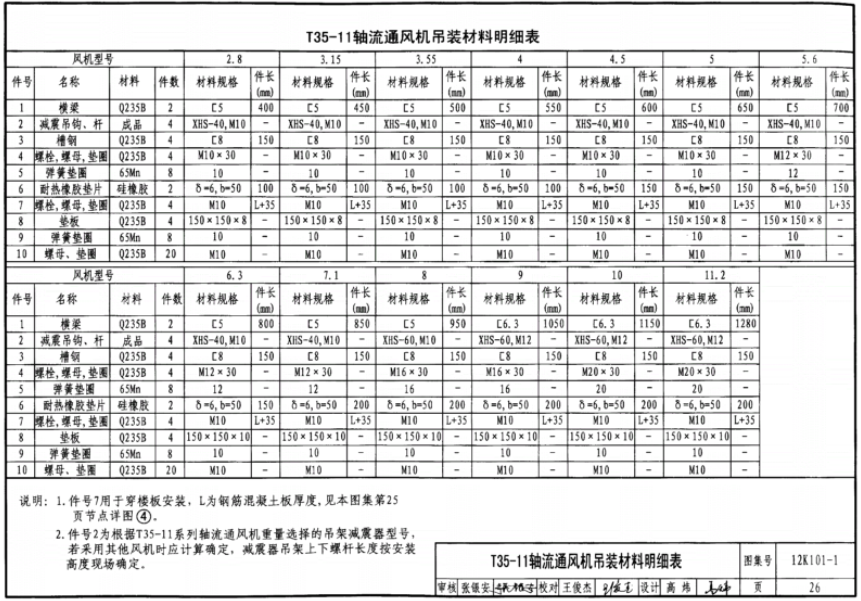 T35-11轴流通风机吊装材料明细表
风机型号 2.8 3.15 3.55 4 4.5 5 5.6
件号 名称 材料 件数 材料规格 件长(mm) 材料规格 件长(mm) 材料规格 件长(mm) 材料规格 件长(mm) 材料规格 件长(mm) 材料规格 件长(mm) 材料规格 件长(mm)
1 横梁 Q235B 2 [5 400 [5 450 [5 500 [5 550 [5 600 [5 650 [5 700
2 减震吊钩、杆 成品 4 XHS-40,M10 - XHS-40,M10 - XHS-40,M10 - XHS-40,M10 - XHS-40,M10 - XHS-40,M10 - XHS-40,M10 -
3 槽钢 Q235B 4 [8 150 [8 150 [8 150 [8 150 [8 150 [8 150 [8 150
4 螺栓,螺母,垫圈 Q235B 4 M10×30 - M10×30 - M10×30 - M10×30 - M10×30 - M10×30 - M12×30 -
5 弹簧垫圈 65Mn 8 10 - 10 - 10 - 10 - 10 - 10 - 12 -
6 耐热橡胶垫片 硅橡胶 2 δ=6,b=50 100 δ=6,b=50 100 δ=6,b=50 100 δ=6,b=50 100 δ=6,b=50 150 δ=6,b=50 150 δ=6,b=50 150
7 螺栓,螺母,垫圈 Q235B 4 M10 L+35 M10 L+35 M10 L+35 M10 L+35 M10 L+35 M10 L+35 M10 L+35
8 垫板 Q235B 4 150×150×8 - 150×150×8 - 150×150×8 - 150×150×8 - 150×150×8 - 150×150×8 - 150×150×8 -
9 弹簧垫圈 65Mn 8 10 - 10 - 10 - 10 - 10 - 10 - 10 -
10 螺母、垫圈 Q235B 20 M10 - M10 - M10 - M10 - M10 - M10 - M10 -
风机型号 6.3 7.1 8 9 10 11.2
件号 名称 材料 件数 材料规格 件长(mm) 材料规格 件长(mm) 材料规格 件长(mm) 材料规格 件长(mm) 材料规格 件长(mm) 材料规格 件长(mm)
1 横梁 Q235B 2 [5 800 [5 850 [5 950 [6.3 1050 [6.3 1150 [6.3 1280
2 减震吊钩、杆 成品 4 XHS-40,M10 - XHS-40,M10 - XHS-60,M10 - XHS-60,M12 - XHS-60,M12 - XHS-60,M12 -
3 槽钢 Q235B 4 [8 150 [8 150 [8 150 [8 150 [8 150 [8 150
4 螺栓,螺母,垫圈 Q235B 4 M12×30 - M12×30 - M16×30 - M16×30 - M20×30 - M20×30 -
5 弹簧垫圈 65Mn 8 12 - 12 - 16 - 16 - 20 - 20 -
6 耐热橡胶垫片 硅橡胶 2 δ=6,b=50 150 δ=6,b=50 200 δ=6,b=50 200 δ=6,b=50 200 δ=6,b=50 200 δ=6,b=50 200
7 螺栓,螺母,垫圈 Q235B 4 M10 L+35 M10 L+35 M10 L+35 M10 L+35 M10 L+35 M10 L+35
8 垫板 Q235B 4 150×150×10 - 150×150×10 - 150×150×10 - 150×150×10 - 150×150×10 - 150×150×10 -
9 弹簧垫圈 65Mn 8 10 - 10 - 10 - 10 - 10 - 10 -
10 螺母、垫圈 Q235B 20 M10 - M10 - M10 - M10 - M10 - M10 -
说明：1.件号7用于穿楼板安装，L为钢筋混凝土板厚度,见本图集第25
页节点详图④。
2.件号2为根据T35-11系列轴流通风机重量选择的吊架减震器型号，
若采用其他风机时应计算确定，减震器吊架上下螺杆长度按安装
高度现场确定。
T35-11轴流通风机吊装材料明细表 图集号 12K101-1
审核 张银安 校对 王俊杰 设计 高炜 页 26